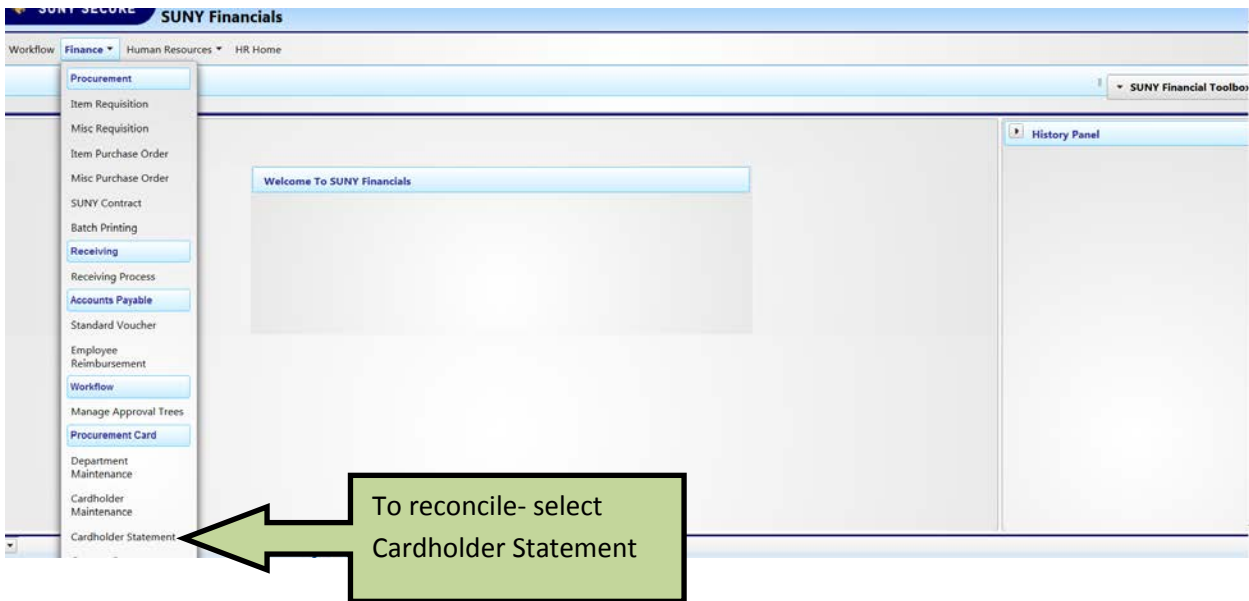 SUNY SECURE
SUNY Financials
Workflow Finance Human Resources HR Home
Procurement
Item Requisition
Misc Requisition
Item Purchase Order
Misc Purchase Order
SUNY Contract
Batch Printing
Receiving
Receiving Process
Accounts Payable
Standard Voucher
Employee
Reimbursement
Workflow
Manage Approval Trees
Procurement Card
Department
Maintenance
Cardholder
Maintenance
Cardholder Statement
SUNY Financial Toolbox
History Panel
Welcome To SUNY Financials
To reconcile- select
Cardholder Statement